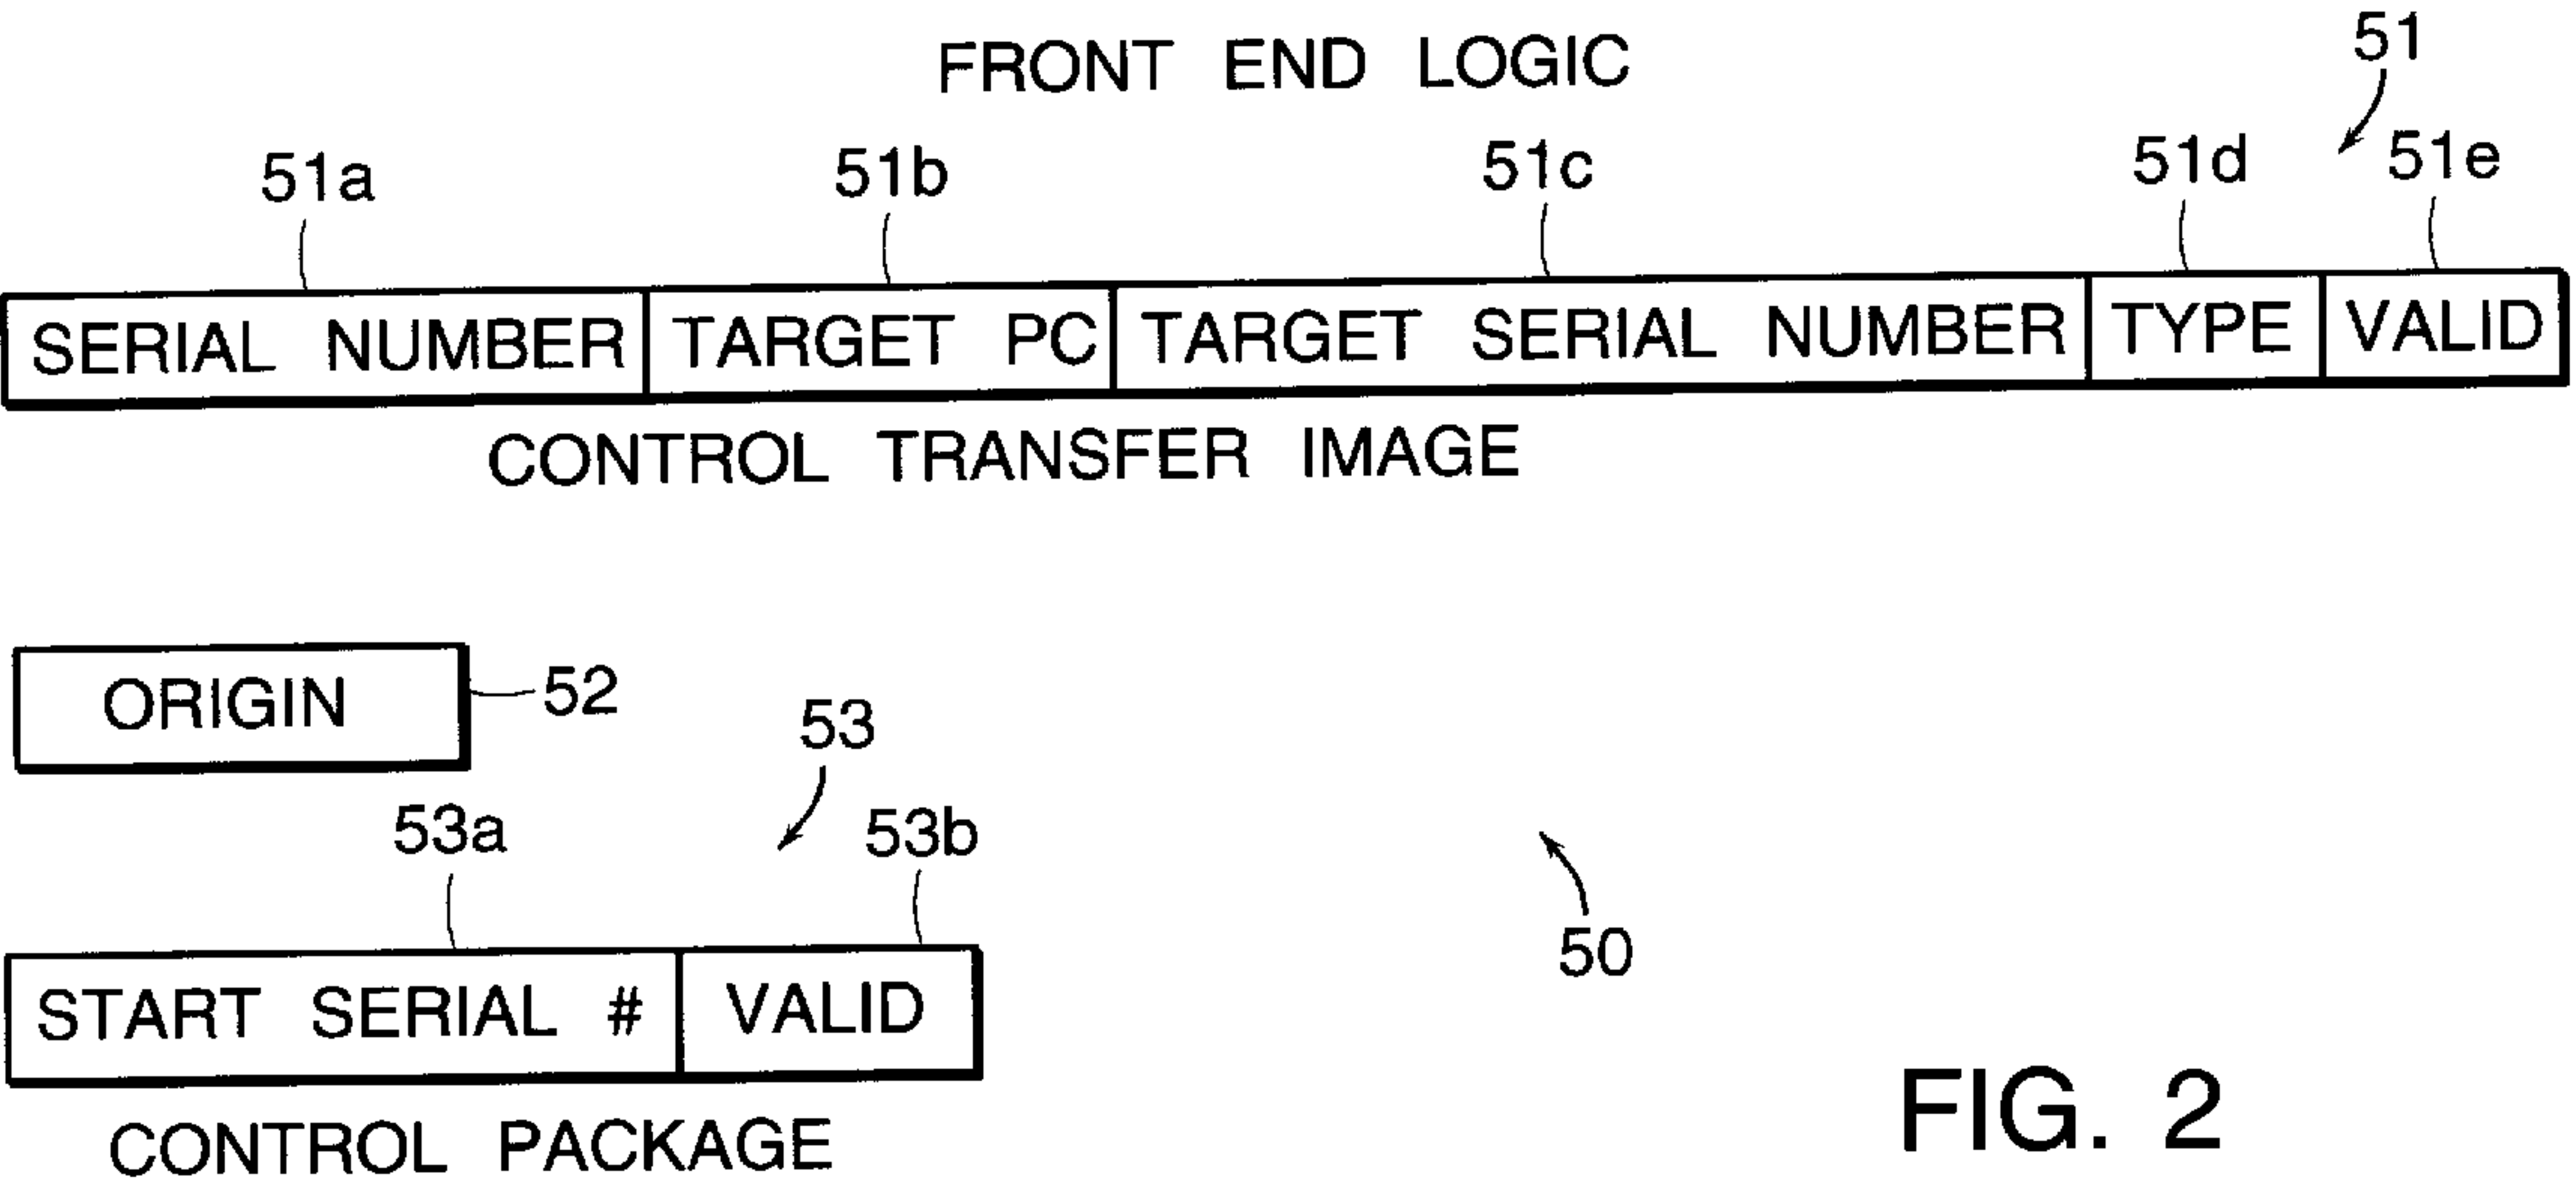 FRONT END LOGIC
51
51a 51b 51c 51d 51e
SERIAL NUMBER TARGET PC TARGET SERIAL NUMBER TYPE VALID
CONTROL TRANSFER IMAGE
ORIGIN 52
53
53a 53b
START SERIAL # VALID
50
CONTROL PACKAGE
FIG. 2